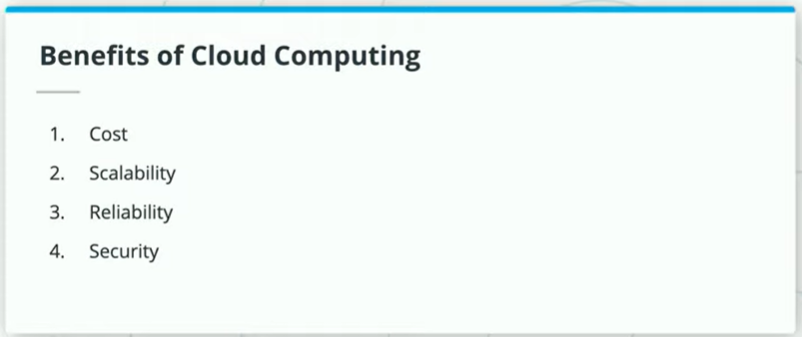 Benefits of Cloud Computing
1. Cost
2. Scalability
3. Reliability
4. Security